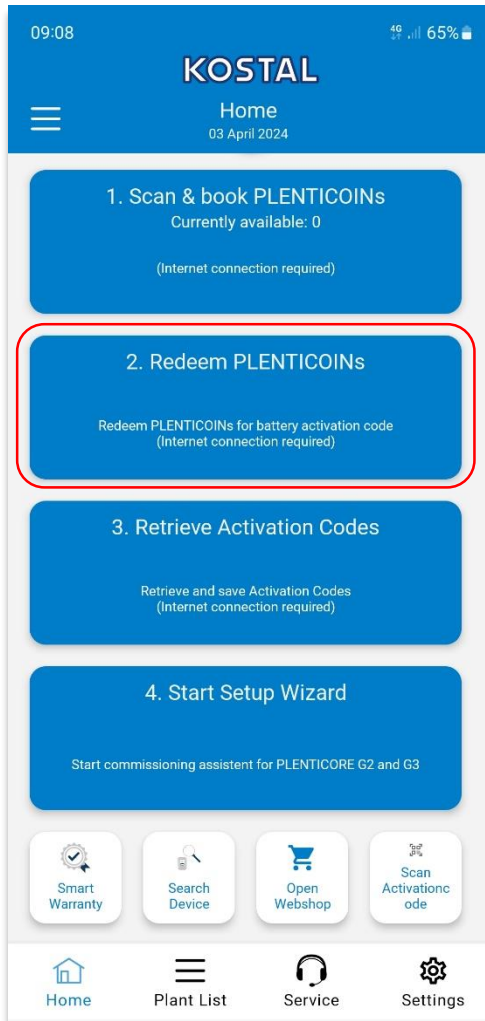 09:08
4G 65%
KOSTAL
Home
03 April 2024
1. Scan & book PLENTICOINs
Currently available: 0
(Internet connection required)
2. Redeem PLENTICOINs
Redeem PLENTICOINs for battery activation code
(Internet connection required)
3. Retrieve Activation Codes
Retrieve and save Activation Codes
(Internet connection required)
4. Start Setup Wizard
Start commissioning assistent for PLENTICORE G2 and G3
Smart
Warranty
Search
Device
Open
Webshop
Scan
Activationc
ode
Home
Plant List
Service
Settings